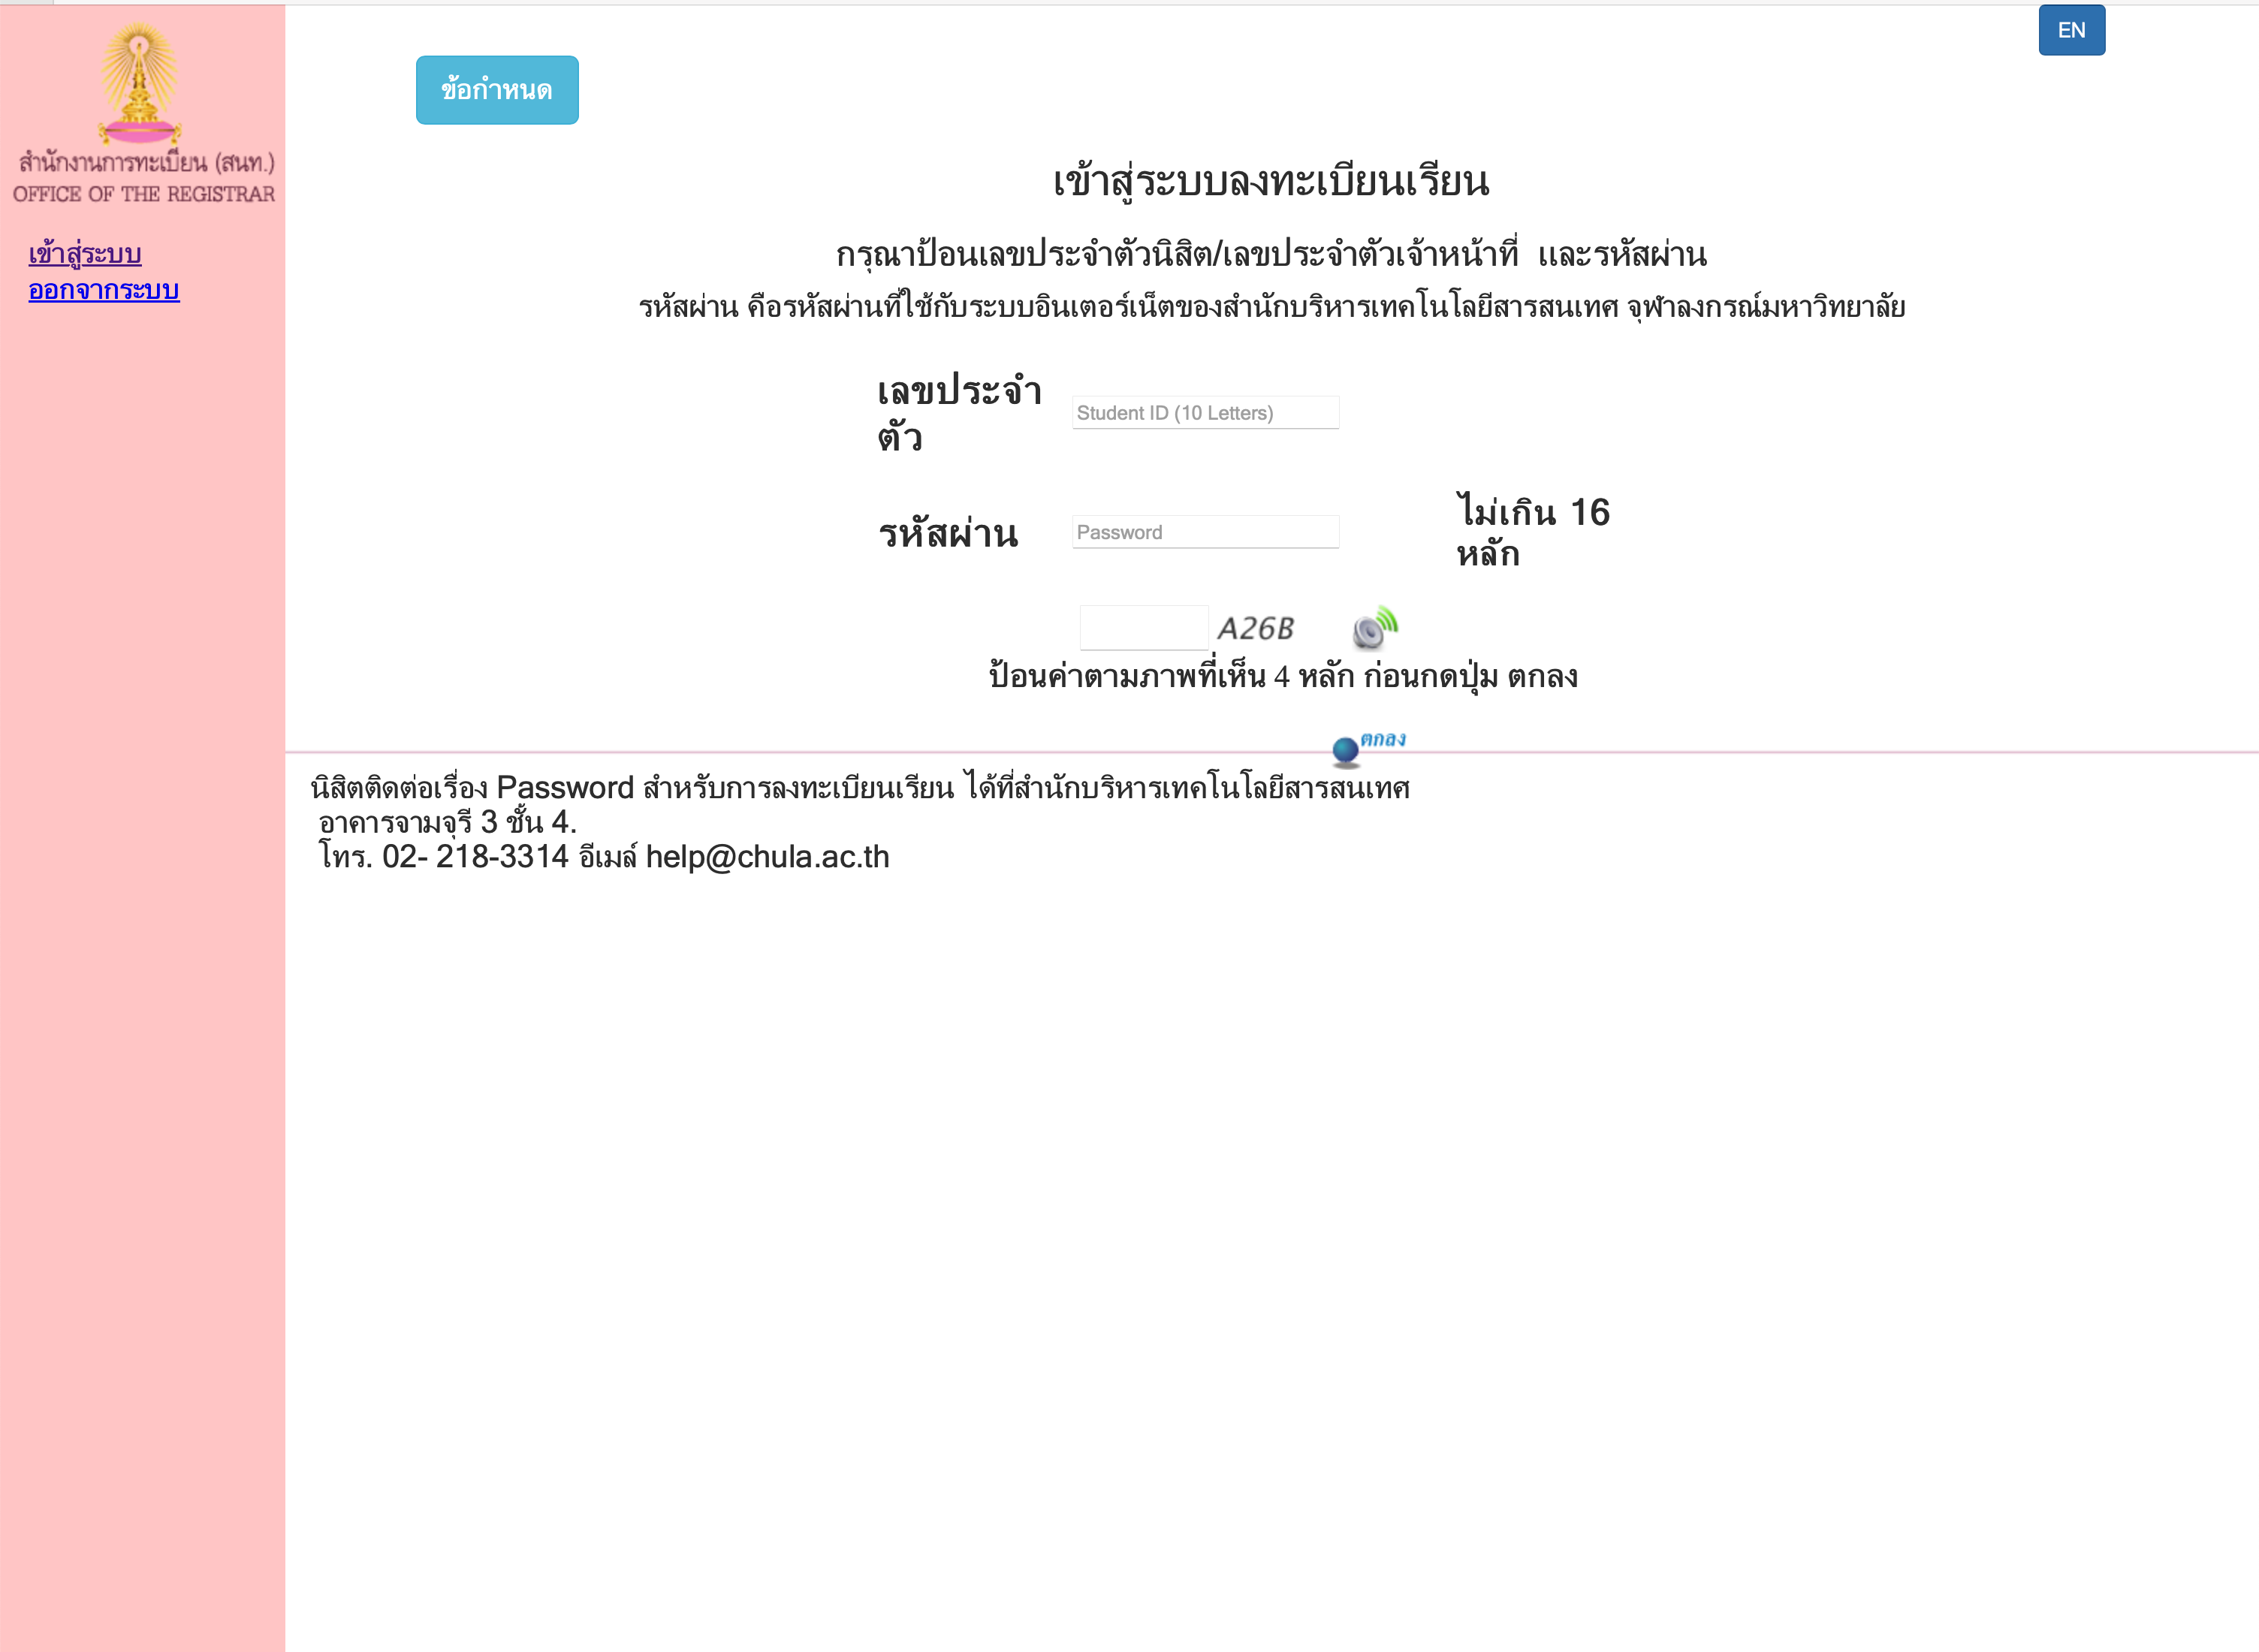 EN
ข้อกำหนด
สำนักงานการทะเบียน (สนท.)
OFFICE OF THE REGISTRAR
เข้าสู่ระบบ
ออกจากระบบ
เข้าสู่ระบบลงทะเบียนเรียน
กรุณาป้อนเลขประจำตัวนิสิต/เลขประจำตัวเจ้าหน้าที่ และรหัสผ่าน
รหัสผ่าน คือรหัสผ่านที่ใช้กับระบบอินเตอร์เน็ตของสำนักบริหารเทคโนโลยีสารสนเทศ จุฬาลงกรณ์มหาวิทยาลัย
เลขประจำ
ตัว
Student ID (10 Letters)
รหัสผ่าน
Password
ไม่เกิน 16
หลัก
A26B
ป้อนค่าตามภาพที่เห็น 4 หลัก ก่อนกดปุ่ม ตกลง
ตกลง
นิสิตติดต่อเรื่อง Password สำหรับการลงทะเบียนเรียน ได้ที่สำนักบริหารเทคโนโลยีสารสนเทศ
อาคารจามจุรี 3 ชั้น 4.
โทร. 02- 218-3314 อีเมล์ help@chula.ac.th